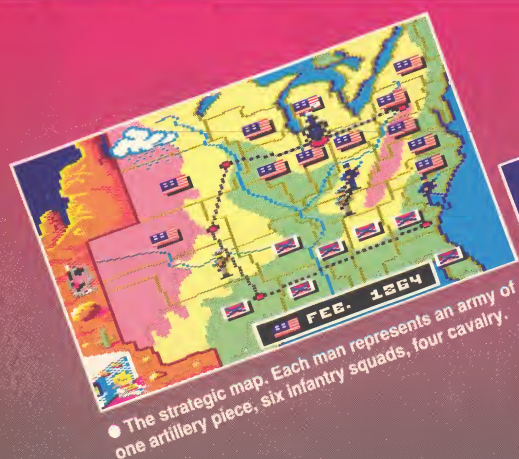 FEB. 1864
● The strategic map. Each man represents an army of
one artillery piece, six infantry squads, four cavalry.